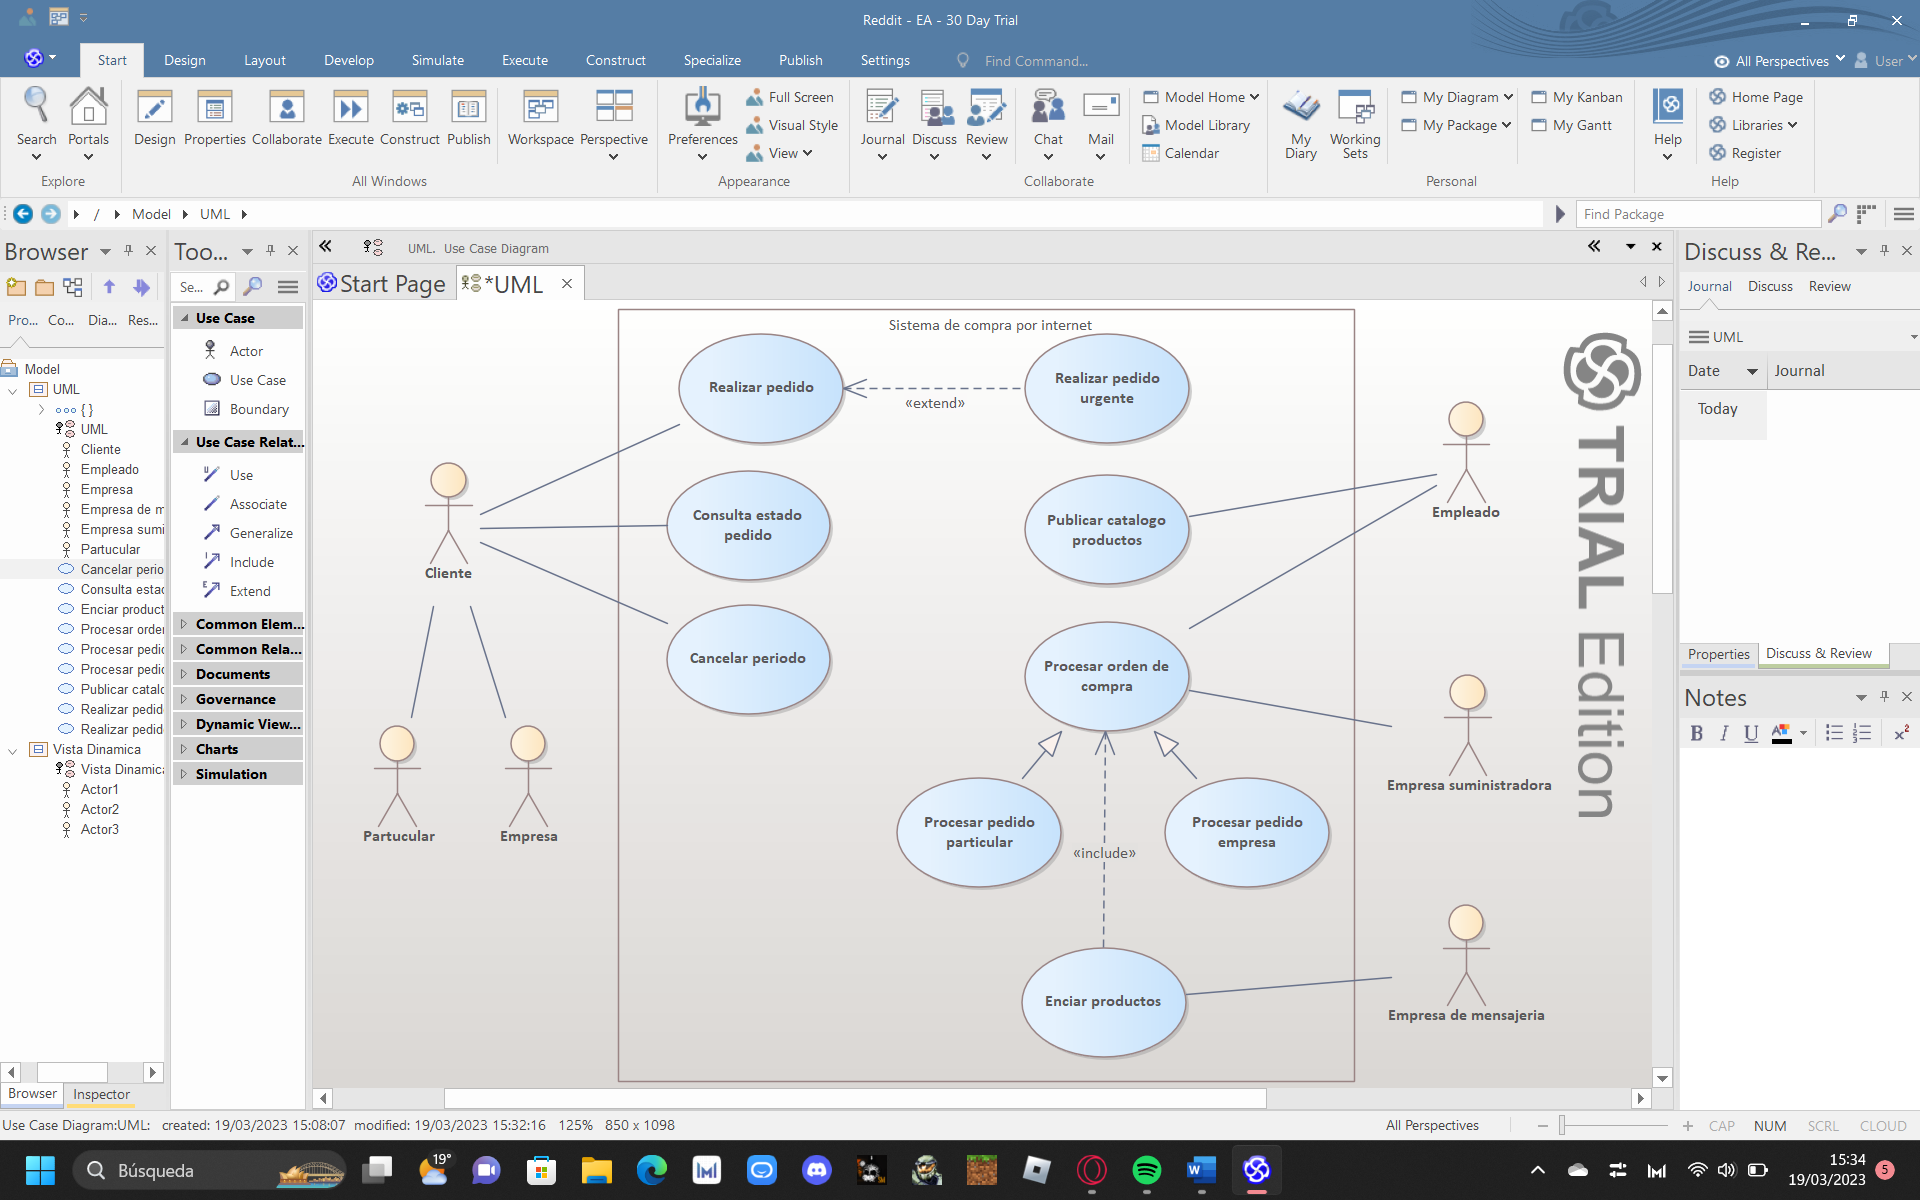 Reddit - EA - 30 Day Trial
Start Design Layout Develop Simulate Execute Construct Specialize Publish Settings Find Command... All Perspectives User
Search Portals Design Properties Collaborate Execute Construct Publish Workspace Perspective Preferences
Full Screen
Visual Style
View
Journal Discuss Review Chat Mail
Model Home
Model Library
Calendar
My Diary
Working Sets
My Diagram
My Package
My Kanban
My Gantt
Help
Home Page
Libraries
Register
Explore All Windows Appearance Collaborate Personal Help
/ Model UML
Find Package
Browser
Pro... Co... Dia... Res...
Model
UML
{ }
UML
Cliente
Empleado
Empresa
Empresa de m
Empresa sumi
Partucular
Cancelar perio
Consulta estad
Enciar product
Procesar order
Procesar pedid
Procesar pedid
Publicar catalo
Realizar pedid
Realizar pedid
Vista Dinamica
Vista Dinamica
Actor1
Actor2
Actor3
Browser Inspector
Too...
Se...
Use Case
Actor
Use Case
Boundary
Use Case Relat...
Use
Associate
Generalize
Include
Extend
Common Elem...
Common Rela...
Documents
Governance
Dynamic View...
Charts
Simulation
UML. Use Case Diagram
Start Page *UML
Sistema de compra por internet
Realizar pedido
«extend»
Realizar pedido
urgente
Consulta estado
pedido
Publicar catalogo
productos
Cancelar periodo
Procesar orden de
compra
Procesar pedido
particular
«include»
Procesar pedido
empresa
Enciar productos
Cliente
Partucular
Empresa
Empleado
Empresa suministradora
Empresa de mensajeria
TRIAL Edition
Discuss & Re...
Journal Discuss Review
UML
Date Journal
Today
Properties Discuss & Review
Notes
B I U A x²
Use Case Diagram:UML: created: 19/03/2023 15:08:07 modified: 19/03/2023 15:32:16 125% 850 x 1098
All Perspectives CAP NUM SCRL CLOUD
Búsqueda
19°
15:34
19/03/2023
5